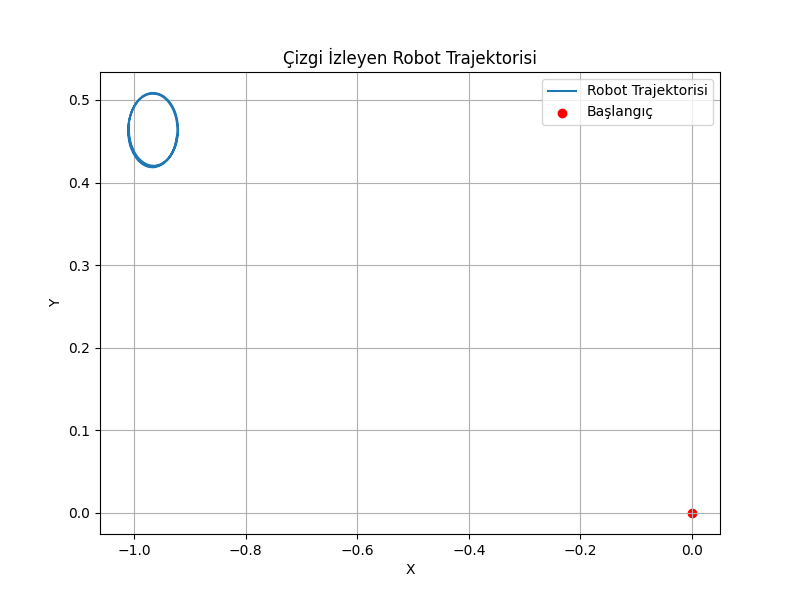 Çizgi İzleyen Robot Trajektorisi
Robot Trajektorisi
Başlangıç
0.5
0.4
0.3
0.2
0.1
0.0
Y
−1.0 −0.8 −0.6 −0.4 −0.2 0.0
X